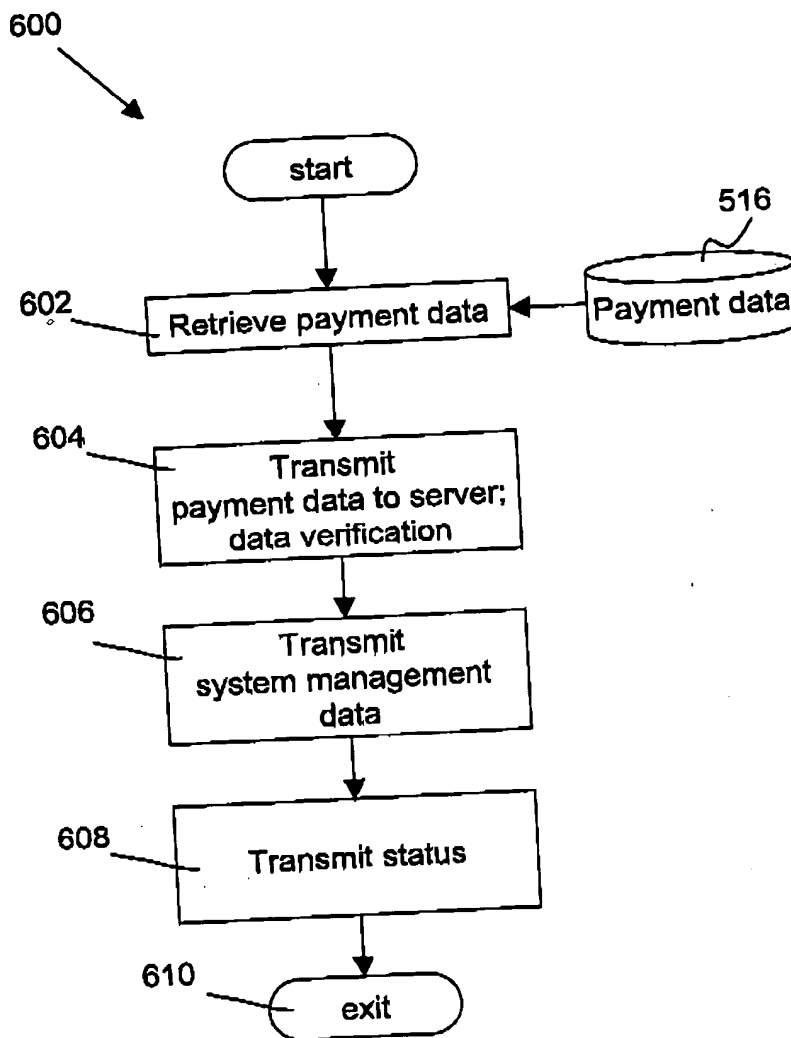 600
start
516
602
Retrieve payment data
Payment data
604
Transmit
payment data to server;
data verification
606
Transmit
system management
data
608
Transmit status
610
exit